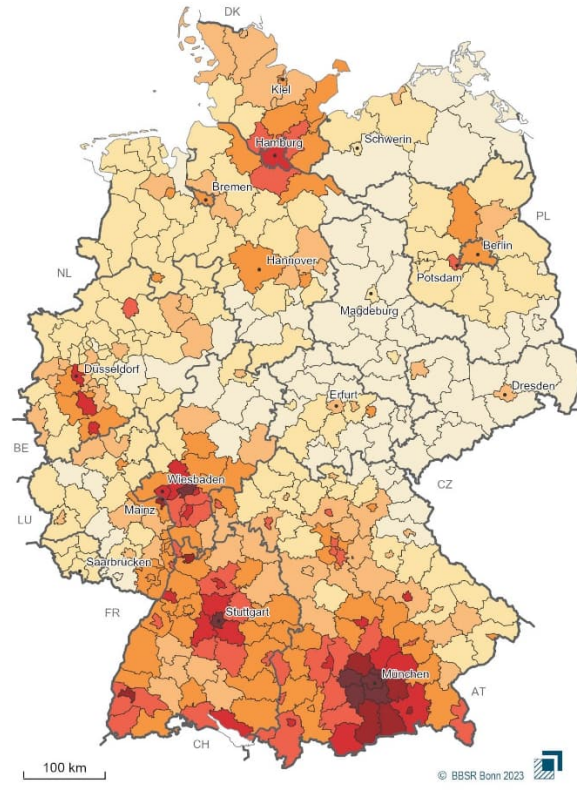 DK
Kiel
Hamburg
Schwerin
Bremen
PL
Berlin
Hannover
NL
Potsdam
Magdeburg
Düsseldorf
Erfurt
Dresden
BE
Wiesbaden
CZ
LU
Mainz
Saarbrücken
FR
Stuttgart
München
AT
CH
100 km
© BBSR Bonn 2023